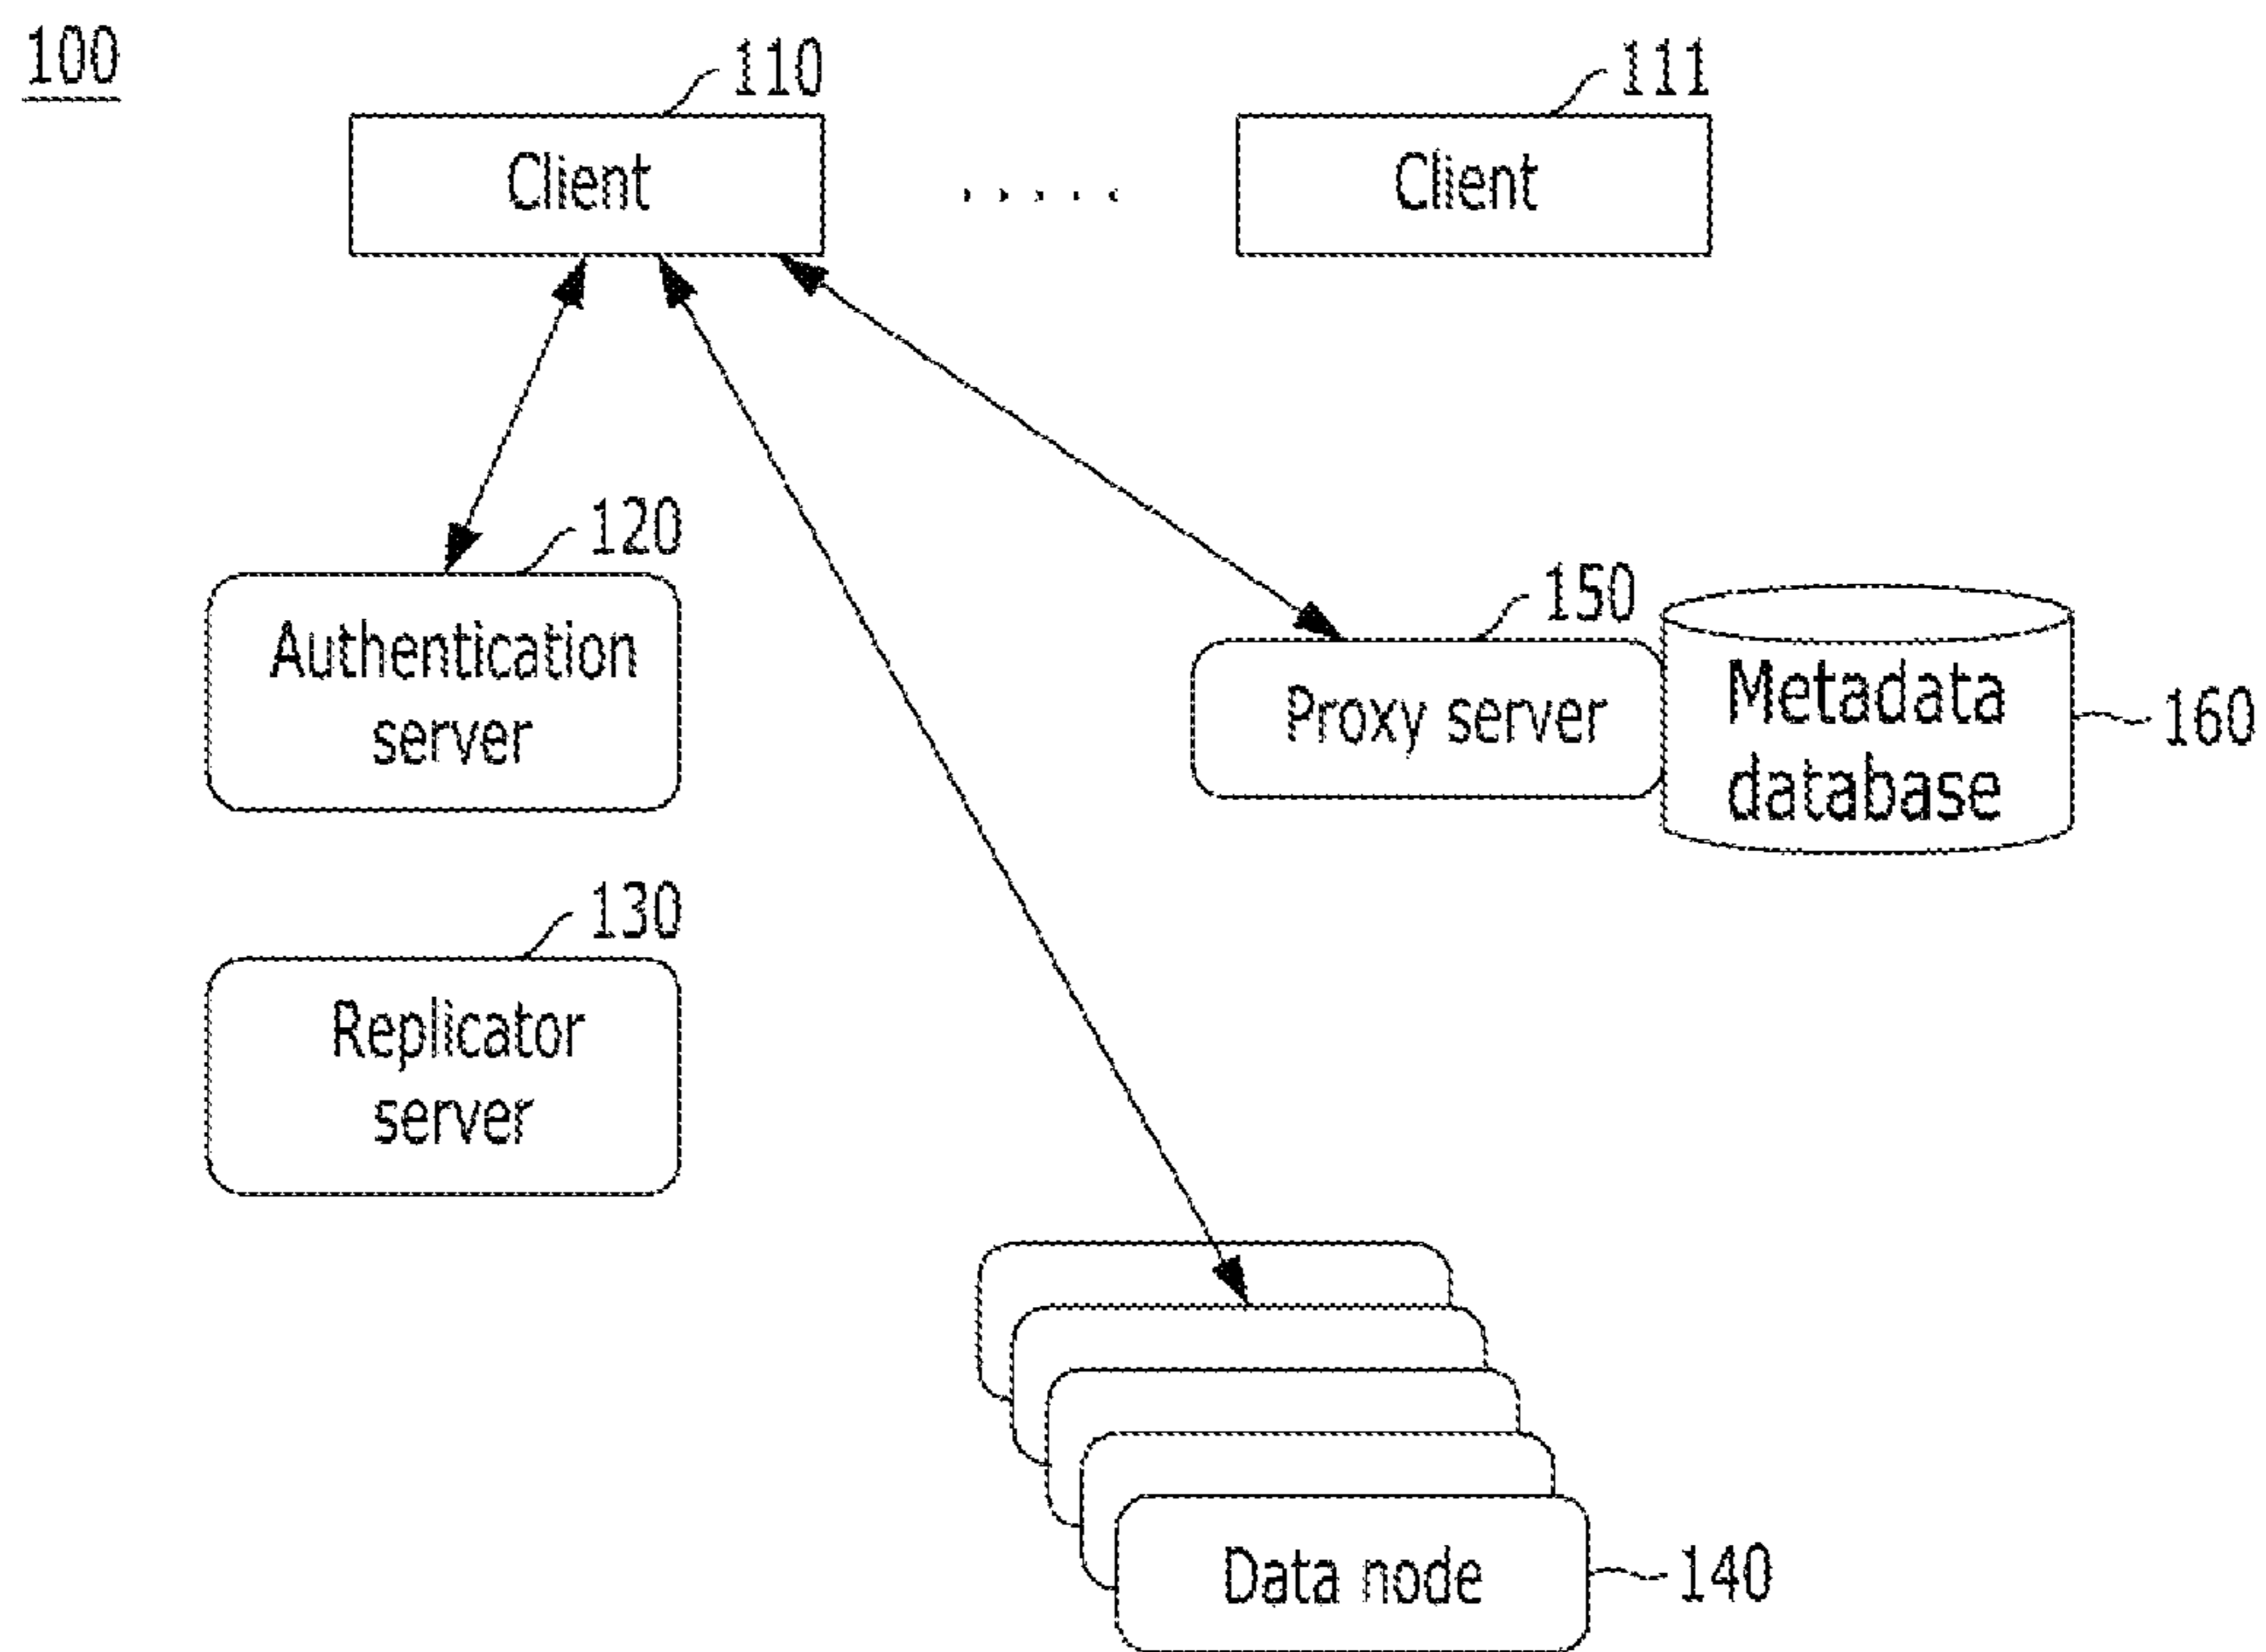 100
110
111
Client
.....
Client
120
Authentication
server
150
Proxy server
Metadata
database
160
130
Replicator
server
Data node
140